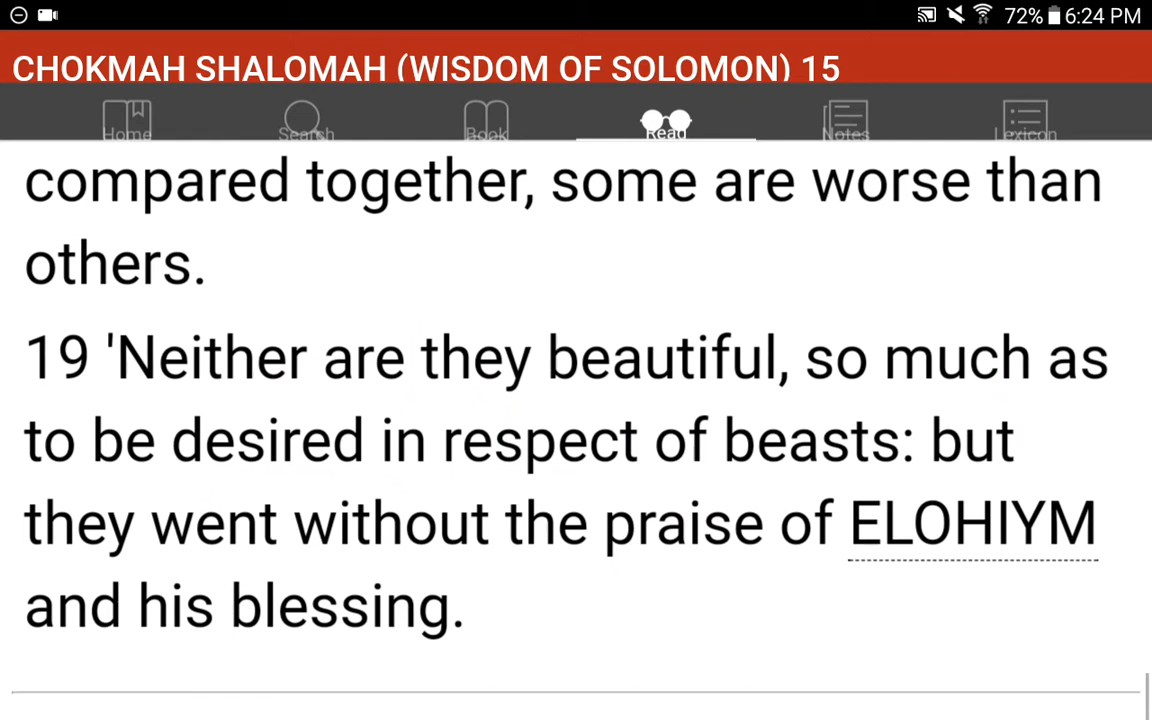 72% 6:24 PM
CHOKMAH SHALOMAH (WISDOM OF SOLOMON) 15
Home Search Book Read Notes Lexicon
compared together, some are worse than
others.
19 'Neither are they beautiful, so much as
to be desired in respect of beasts: but
they went without the praise of ELOHIYM
and his blessing.